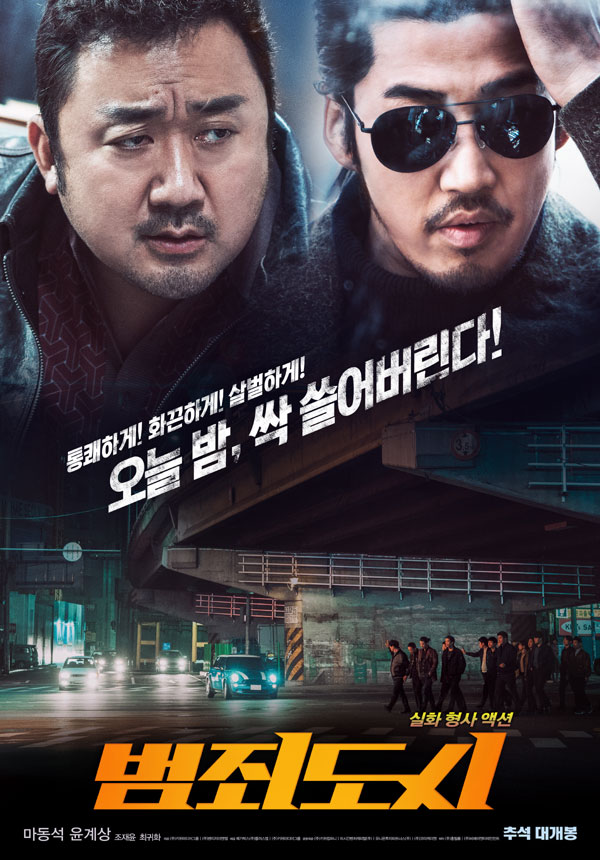 통쾌하게! 화끈하게! 살벌하게!
오늘 밤, 싹 쓸어버린다!
실화 형사 액션
범죄도시
마동석 윤계상 조재윤 최귀화
추석 대개봉